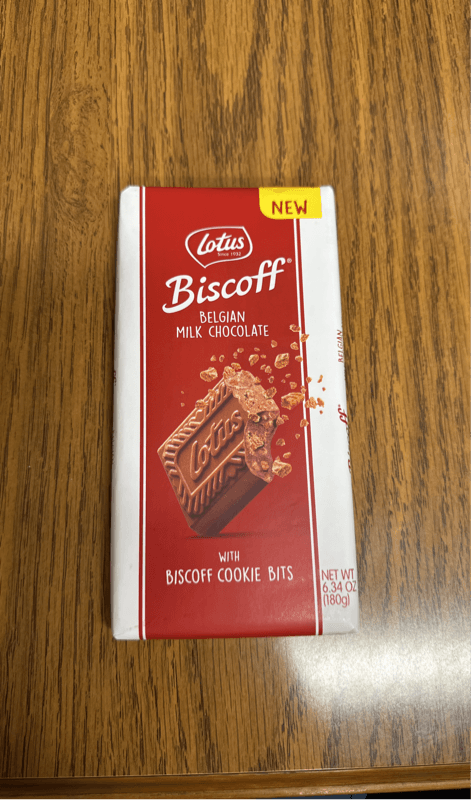 NEW
Lotus
Since 1932
Biscoff®
BELGIAN
MILK CHOCOLATE
Lotus
WITH
BISCOFF COOKIE BITS
NET WT
6.34 OZ
(180g)
BELGIAN